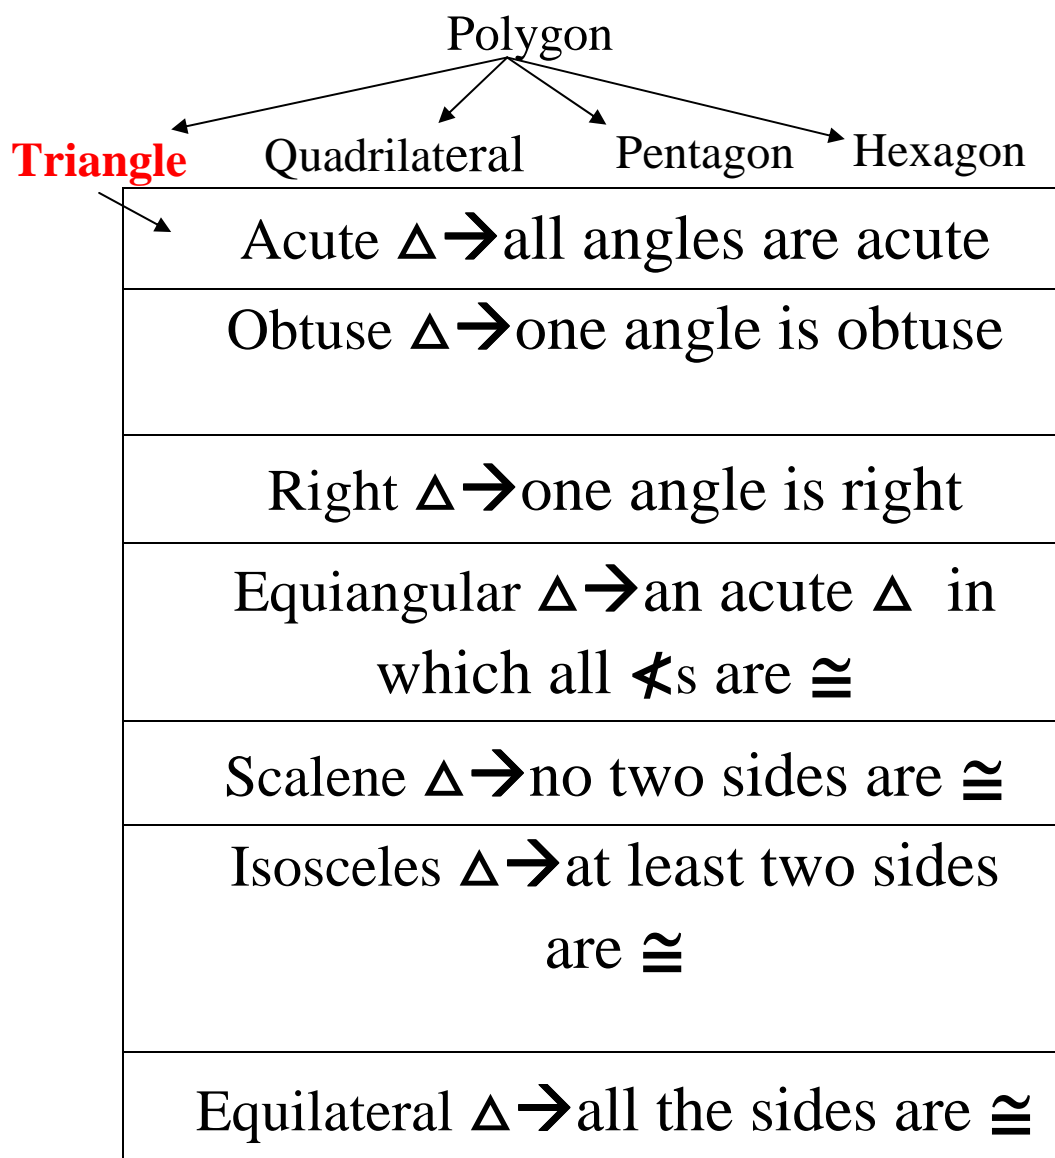 Polygon
Triangle Quadrilateral Pentagon Hexagon
Acute △→all angles are acute
Obtuse △→one angle is obtuse
Right △→one angle is right
Equiangular △→an acute △ in
which all ∢s are ≅
Scalene △→no two sides are ≅
Isosceles △→at least two sides
are ≅
Equilateral △→all the sides are ≅